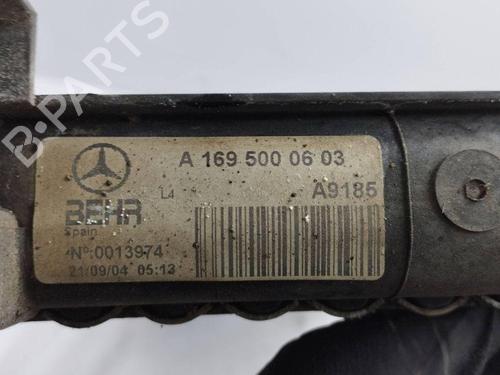 A 169 500 06 03
L4
A9185
BEHR
Spain
Nº:0013974
21/09/04 05:13
B-PARTS